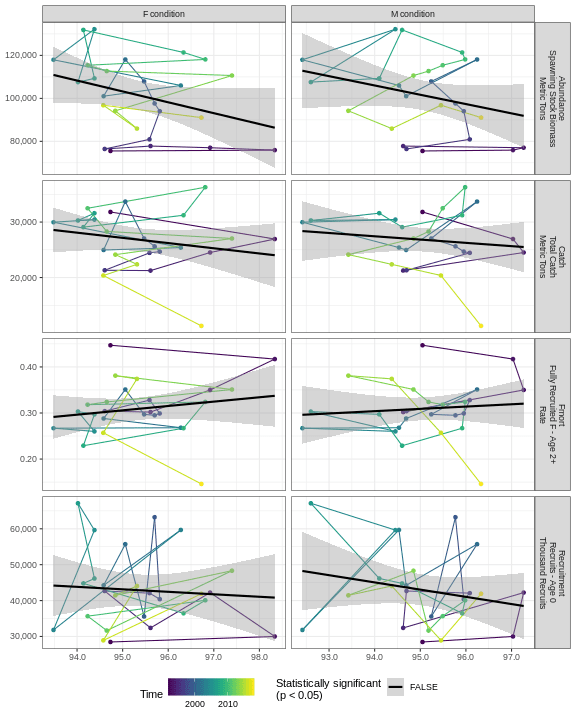 F condition
M condition
120,000
100,000
80,000
Abundance
Spawning Stock Biomass
Metric Tons
30,000
20,000
Catch
Total Catch
Metric Tons
0.40
0.30
0.20
Fmort
Fully Recruited F - Age 2+
Rate
60,000
50,000
40,000
30,000
Recruitment
Recruits - Age 0
Thousand Recruits
94.0 95.0 96.0 97.0 98.0
93.0 94.0 95.0 96.0 97.0
Time
2000 2010
Statistically significant
(p < 0.05)
FALSE